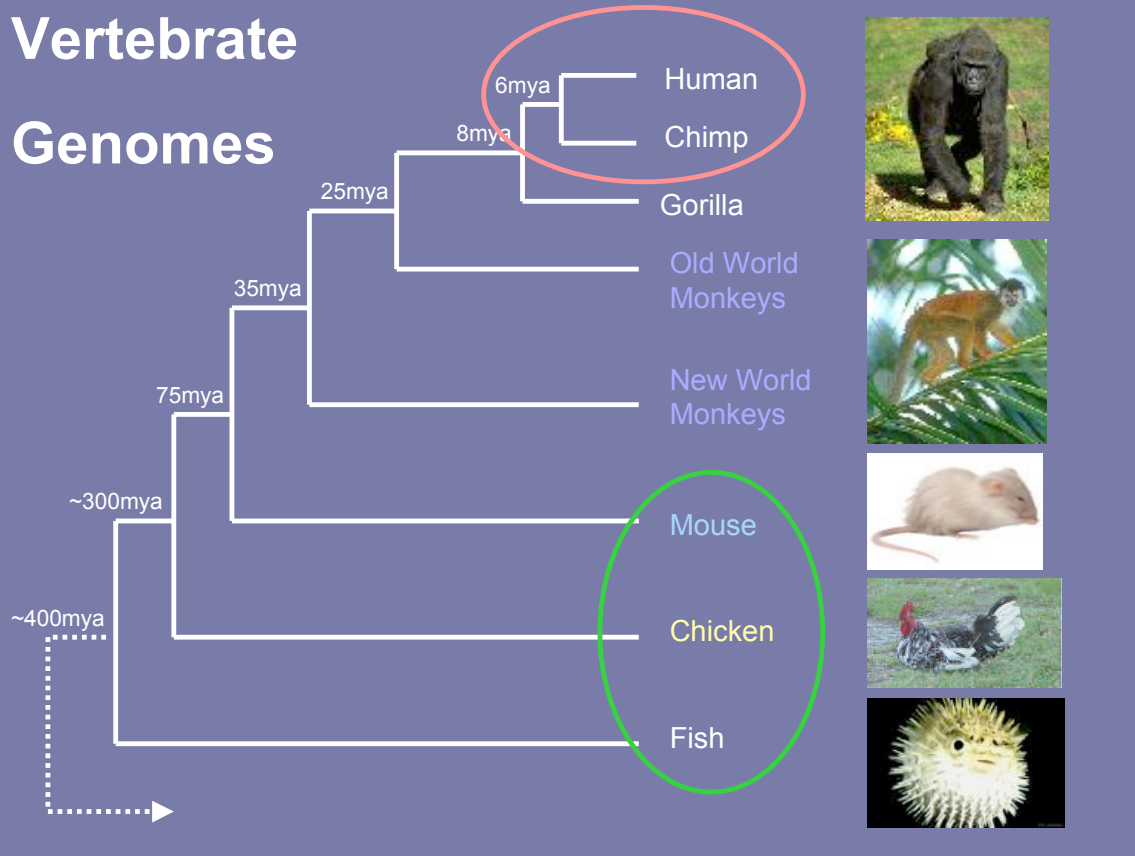 Vertebrate
Genomes
6mya
Human
8mya
Chimp
25mya
Gorilla
Old World
Monkeys
35mya
New World
Monkeys
75mya
~300mya
Mouse
~400mya
Chicken
Fish